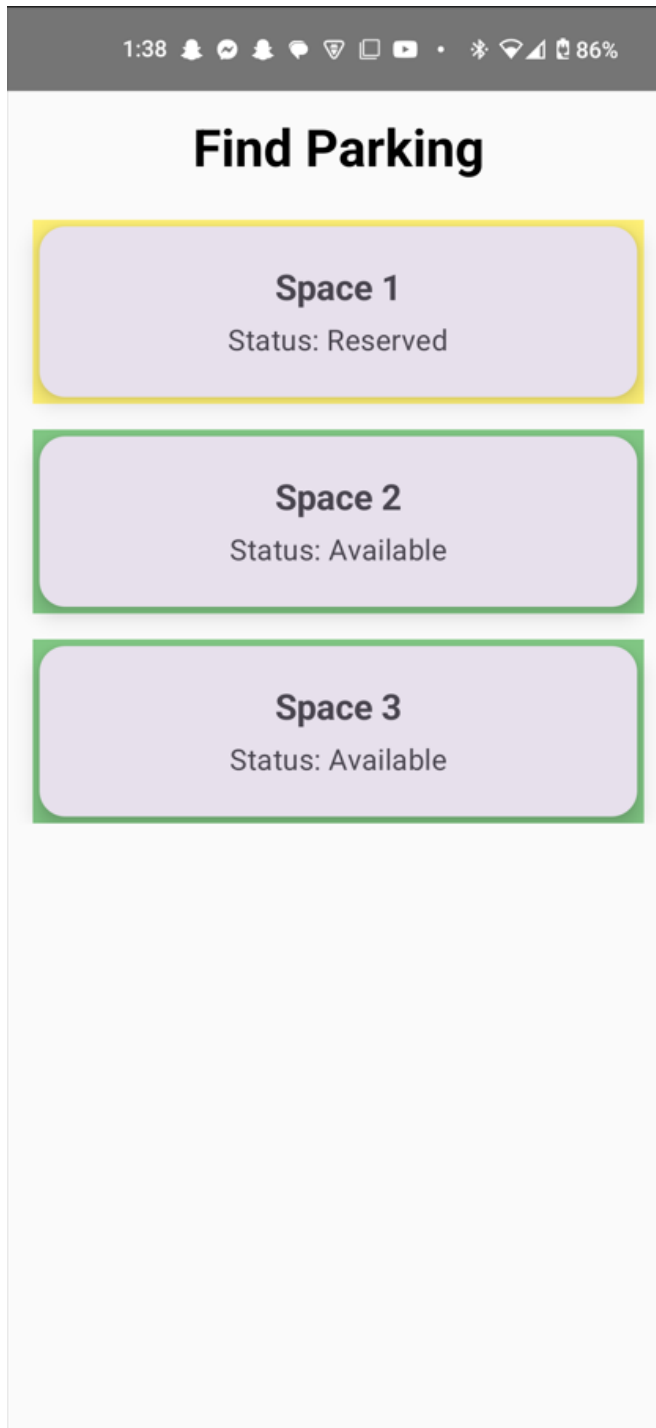 1:38 86%
Find Parking
Space 1
Status: Reserved
Space 2
Status: Available
Space 3
Status: Available